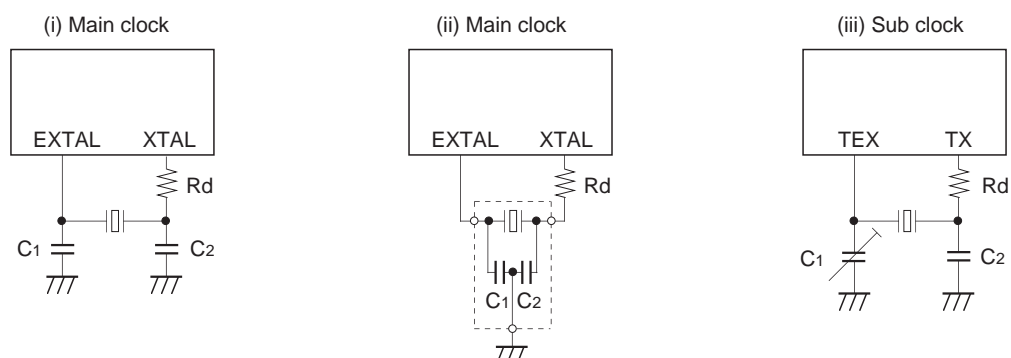 (i) Main clock
EXTAL XTAL
Rd
C1 C2
(ii) Main clock
EXTAL XTAL
Rd
C1 C2
(iii) Sub clock
TEX TX
Rd
C1 C2